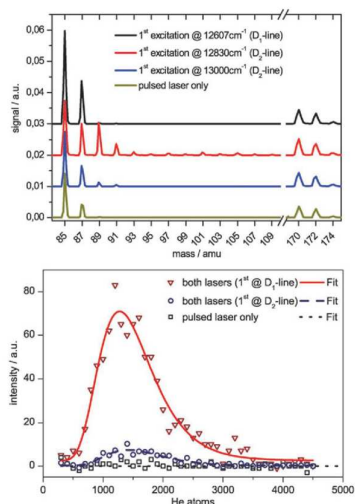 1st excitation @ 12607cm-1 (D1-line)
1st excitation @ 12830cm-1 (D2-line)
1st excitation @ 13000cm-1 (D2-line)
pulsed laser only
signal / a.u.
0,06
0,05
0,04
0,03
0,02
0,01
0,00
85 87 89 91 93 95 97 99 101 103 105 107 109 170 172 174
mass / amu
both lasers (1st @ D1-line) Fit
both lasers (1st @ D2-line) Fit
pulsed laser only Fit
intensity / a.u.
80
60
40
20
0
0 1000 2000 3000 4000 5000
He atoms